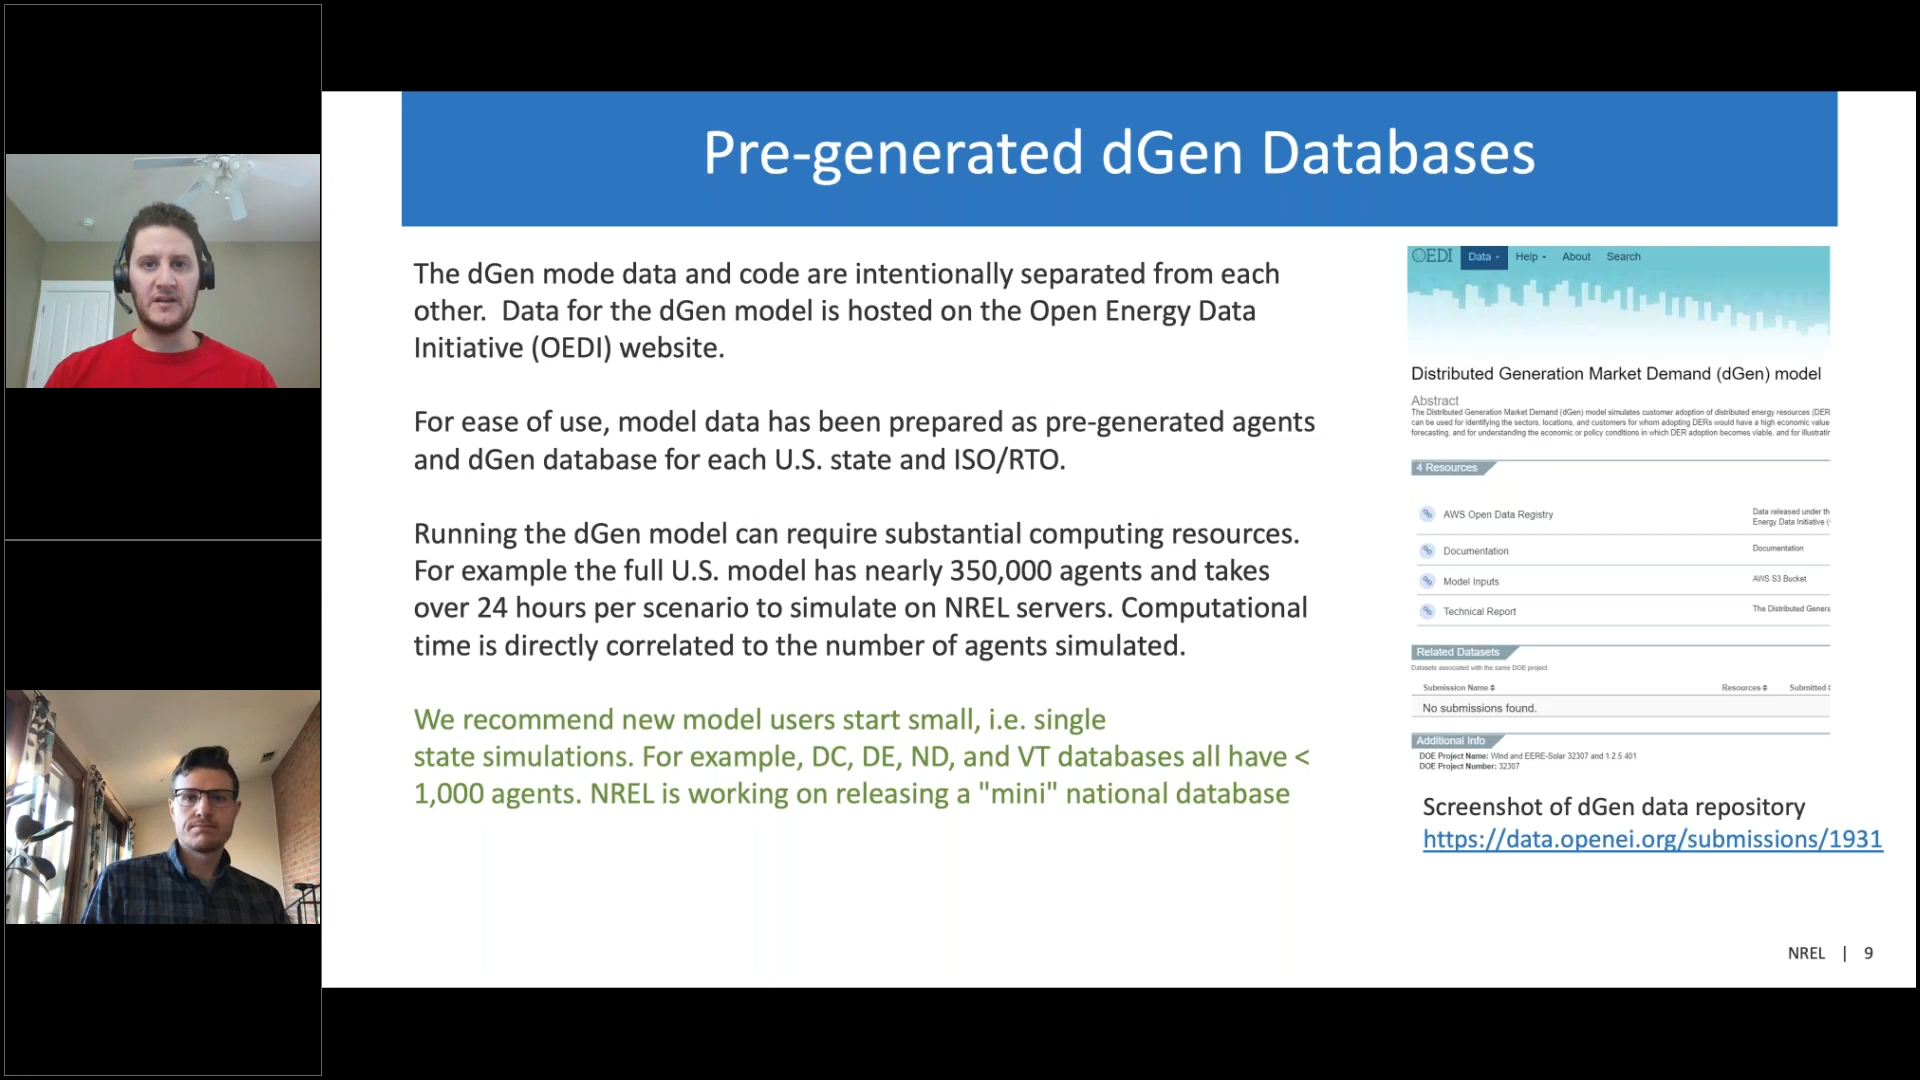 Pre-generated dGen Databases
The dGen mode data and code are intentionally separated from each
other.  Data for the dGen model is hosted on the Open Energy Data
Initiative (OEDI) website.
For ease of use, model data has been prepared as pre-generated agents
and dGen database for each U.S. state and ISO/RTO.
Running the dGen model can require substantial computing resources.
For example the full U.S. model has nearly 350,000 agents and takes
over 24 hours per scenario to simulate on NREL servers. Computational
time is directly correlated to the number of agents simulated.
We recommend new model users start small, i.e. single
state simulations. For example, DC, DE, ND, and VT databases all have <
1,000 agents. NREL is working on releasing a "mini" national database
OEDI Data Help About Search
Distributed Generation Market Demand (dGen) model
Abstract
The Distributed Generation Market Demand (dGen) model simulates customer adoption of distributed energy resources (DER
can be used for identifying the sectors, locations, and customers for whom adopting DERs would have a high economic value
forecasting, and for understanding the economic or policy conditions in which DER adoption becomes viable, and for illustratin
4 Resources
AWS Open Data Registry Data released under th
Energy Data Initiative (
Documentation Documentation
Model Inputs AWS S3 Bucket
Technical Report The Distributed Genera
Related Datasets
Datasets associated with the same DOE project
Submission Name Resources Submitted
No submissions found.
Additional Info
DOE Project Name: Wind and EERE-Solar 32307 and 1.2.5.401
DOE Project Number: 32307
Screenshot of dGen data repository
https://data.openei.org/submissions/1931
NREL | 9